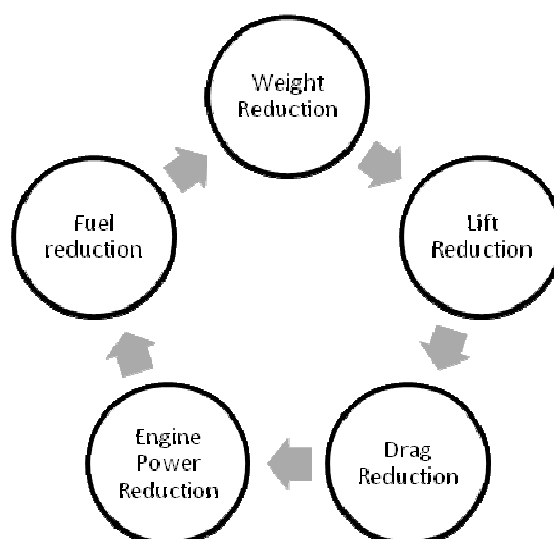 Weight
Reduction
Lift
Reduction
Drag
Reduction
Engine
Power
Reduction
Fuel
reduction